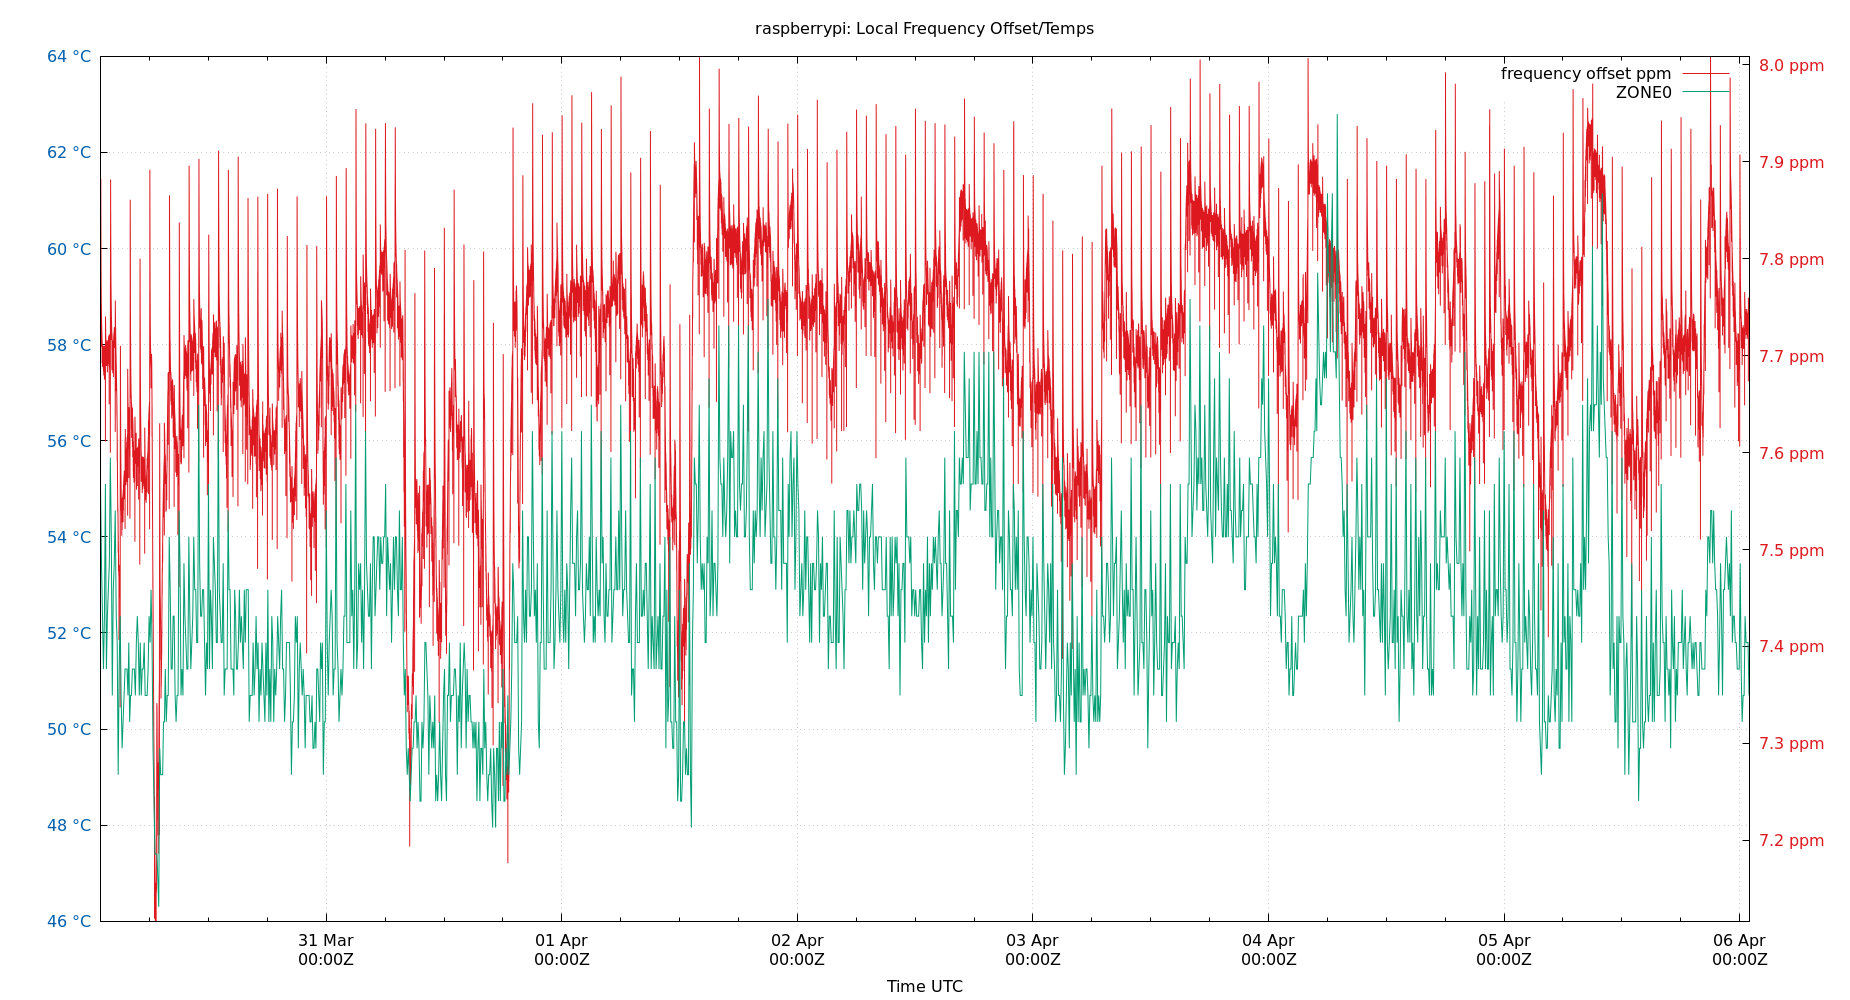 raspberrypi: Local Frequency Offset/Temps
64 °C
62 °C
60 °C
58 °C
56 °C
54 °C
52 °C
50 °C
48 °C
46 °C
8.0 ppm
7.9 ppm
7.8 ppm
7.7 ppm
7.6 ppm
7.5 ppm
7.4 ppm
7.3 ppm
7.2 ppm
frequency offset ppm
ZONE0
31 Mar
00:00Z
01 Apr
00:00Z
02 Apr
00:00Z
03 Apr
00:00Z
04 Apr
00:00Z
05 Apr
00:00Z
06 Apr
00:00Z
Time UTC